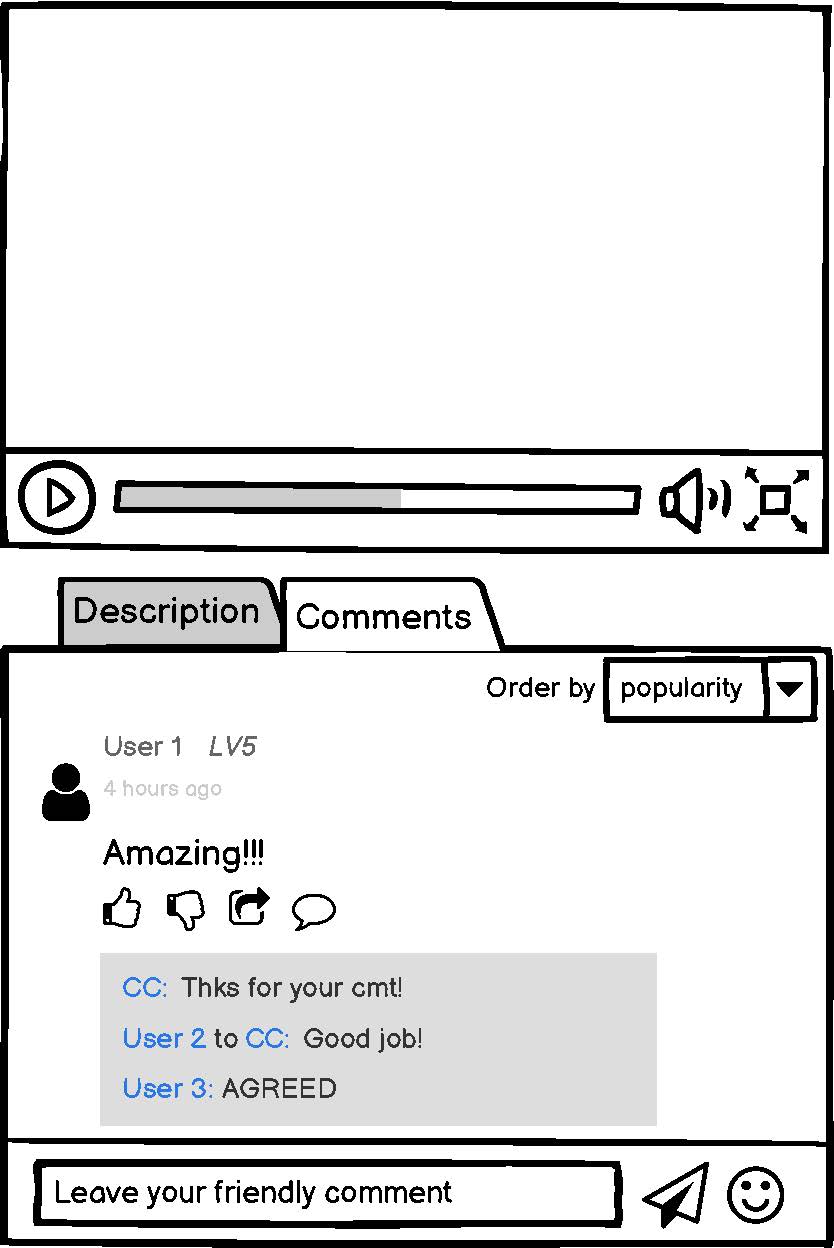 Description
Comments
Order by popularity
User 1 LV5
4 hours ago
Amazing!!!
CC: Thks for your cmt!
User 2 to CC: Good job!
User 3: AGREED
Leave your friendly comment